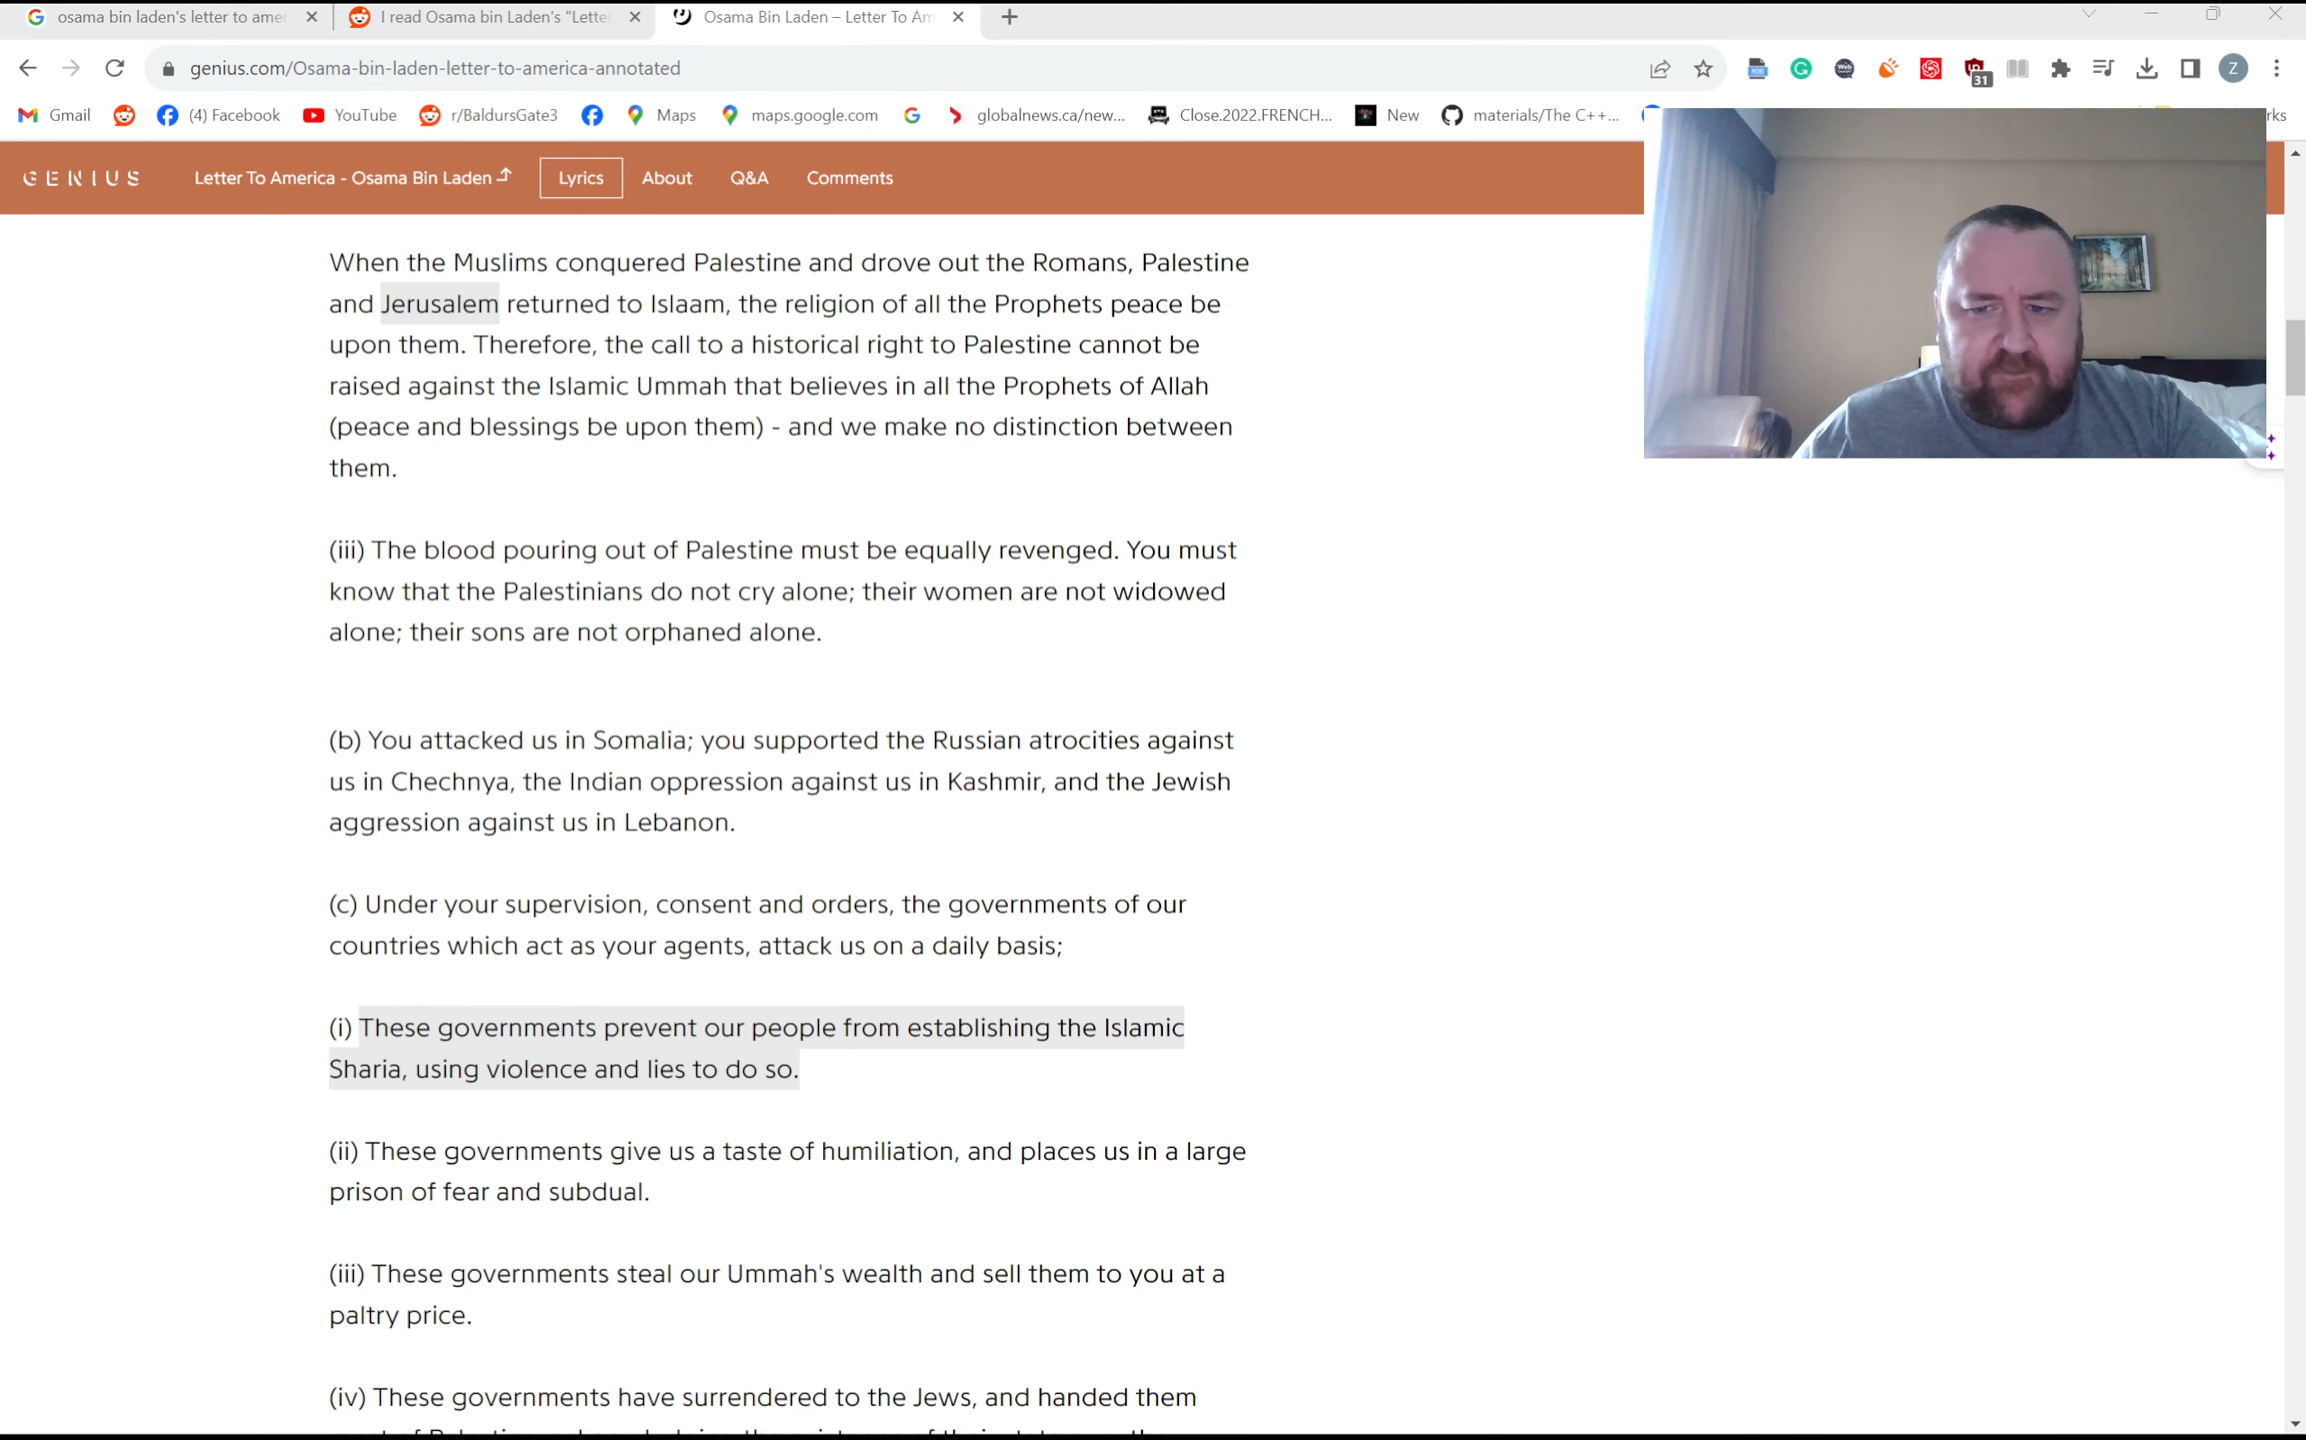 osama bin laden's letter to amer
I read Osama bin Laden's "Letter
Osama Bin Laden – Letter To Am
genius.com/Osama-bin-laden-letter-to-america-annotated
31
Z
Gmail
(4) Facebook
YouTube
r/BaldursGate3
Maps
maps.google.com
globalnews.ca/new...
Close.2022.FRENCH...
New
materials/The C++...
rks
GENIUS
Letter To America - Osama Bin Laden
Lyrics
About
Q&A
Comments
When the Muslims conquered Palestine and drove out the Romans, Palestine
and Jerusalem returned to Islaam, the religion of all the Prophets peace be
upon them. Therefore, the call to a historical right to Palestine cannot be
raised against the Islamic Ummah that believes in all the Prophets of Allah
(peace and blessings be upon them) - and we make no distinction between
them.
(iii) The blood pouring out of Palestine must be equally revenged. You must
know that the Palestinians do not cry alone; their women are not widowed
alone; their sons are not orphaned alone.
(b) You attacked us in Somalia; you supported the Russian atrocities against
us in Chechnya, the Indian oppression against us in Kashmir, and the Jewish
aggression against us in Lebanon.
(c) Under your supervision, consent and orders, the governments of our
countries which act as your agents, attack us on a daily basis;
(i) These governments prevent our people from establishing the Islamic
Sharia, using violence and lies to do so.
(ii) These governments give us a taste of humiliation, and places us in a large
prison of fear and subdual.
(iii) These governments steal our Ummah's wealth and sell them to you at a
paltry price.
(iv) These governments have surrendered to the Jews, and handed them